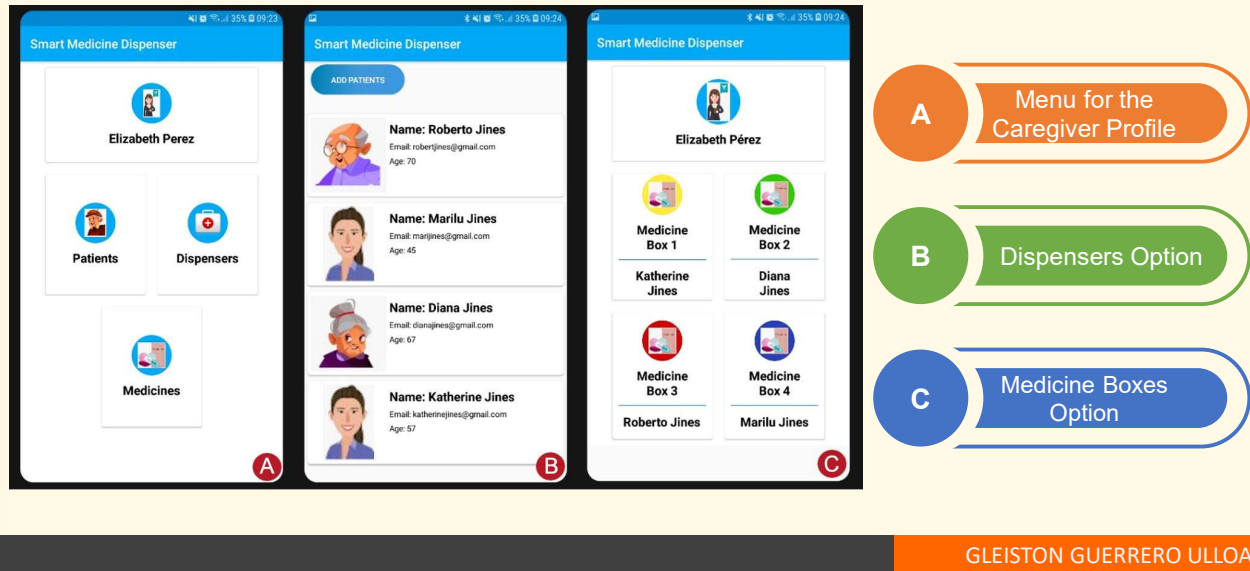 35% 09:23
Smart Medicine Dispenser
Elizabeth Perez
Patients
Dispensers
Medicines
A
35% 09:24
Smart Medicine Dispenser
ADD PATIENTS
Name: Roberto Jines
Email: robertjines@gmail.com
Age: 70
Name: Marilu Jines
Email: marijines@gmail.com
Age: 45
Name: Diana Jines
Email: dianajines@gmail.com
Age: 67
Name: Katherine Jines
Email: katherinejines@gmail.com
Age: 57
B
35% 09:24
Smart Medicine Dispenser
Elizabeth Pérez
Medicine
Box 1
Katherine
Jines
Medicine
Box 2
Diana
Jines
Medicine
Box 3
Roberto Jines
Medicine
Box 4
Marilu Jines
C
A
Menu for the
Caregiver Profile
B
Dispensers Option
C
Medicine Boxes
Option
GLEISTON GUERRERO ULLOA